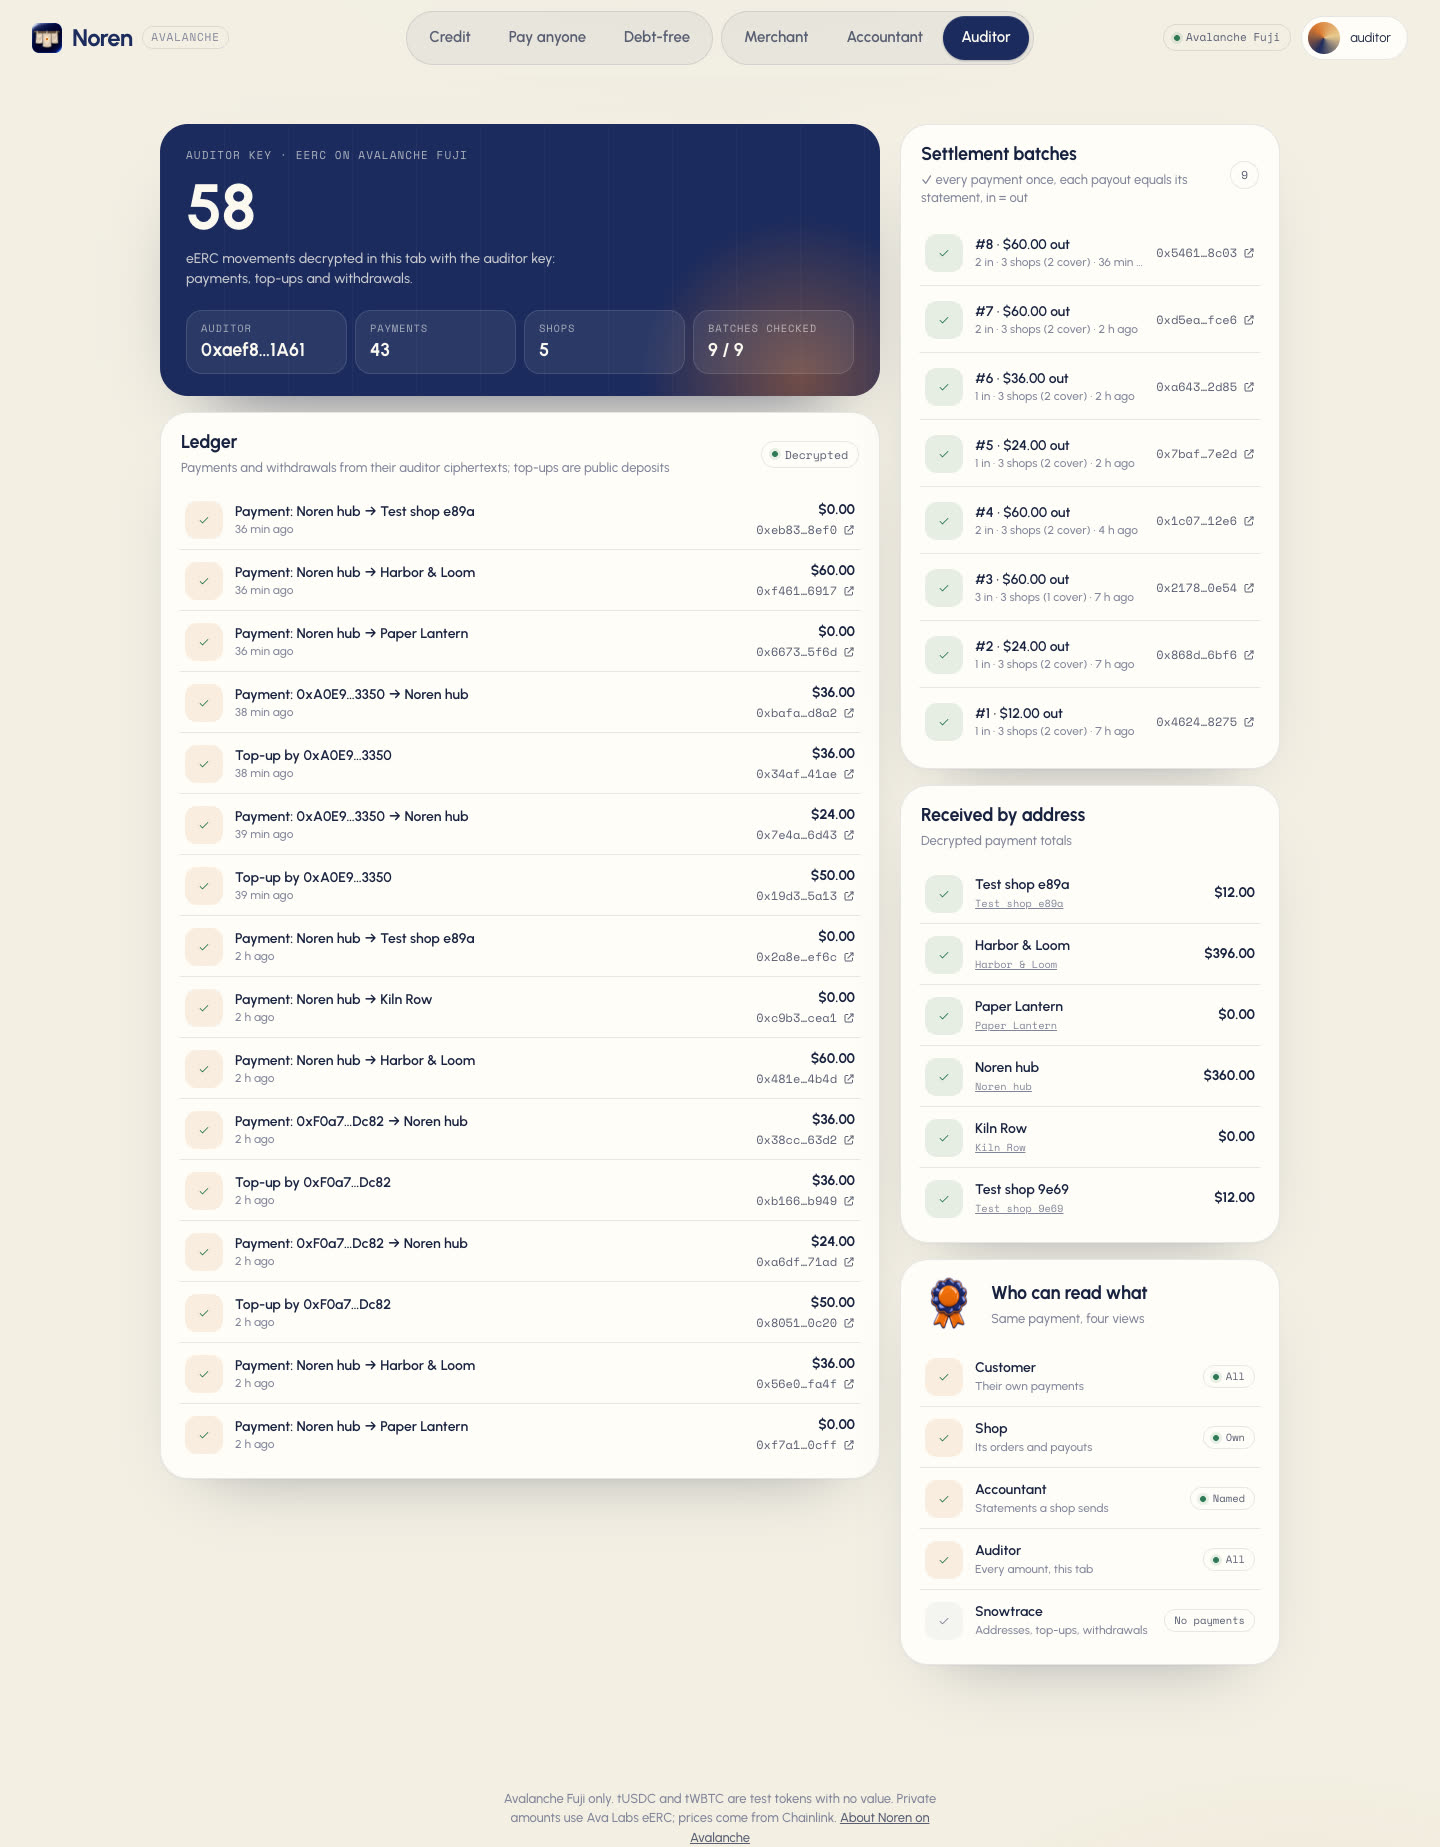 Noren
AVALANCHE
Credit
Pay anyone
Debt-free
Merchant
Accountant
Auditor
Avalanche Fuji
auditor
AUDITOR KEY · EERC ON AVALANCHE FUJI
58
eERC movements decrypted in this tab with the auditor key:
payments, top-ups and withdrawals.
AUDITOR
0xaef8…1A61
PAYMENTS
43
SHOPS
5
BATCHES CHECKED
9 / 9
Ledger
Payments and withdrawals from their auditor ciphertexts; top-ups are public deposits
Decrypted
Payment: Noren hub → Test shop e89a
$0.00
36 min ago
0xeb83…8ef0
Payment: Noren hub → Harbor & Loom
$60.00
36 min ago
0xf461…6917
Payment: Noren hub → Paper Lantern
$0.00
36 min ago
0x6673…5f6d
Payment: 0xA0E9…3350 → Noren hub
$36.00
38 min ago
0xbafa…d8a2
Top-up by 0xA0E9…3350
$36.00
38 min ago
0x34af…41ae
Payment: 0xA0E9…3350 → Noren hub
$24.00
39 min ago
0x7e4a…6d43
Top-up by 0xA0E9…3350
$50.00
39 min ago
0x19d3…5a13
Payment: Noren hub → Test shop e89a
$0.00
2 h ago
0x2a8e…ef6c
Payment: Noren hub → Kiln Row
$0.00
2 h ago
0xc9b3…cea1
Payment: Noren hub → Harbor & Loom
$60.00
2 h ago
0x481e…4b4d
Payment: 0xF0a7…Dc82 → Noren hub
$36.00
2 h ago
0x38cc…63d2
Top-up by 0xF0a7…Dc82
$36.00
2 h ago
0xb166…b949
Payment: 0xF0a7…Dc82 → Noren hub
$24.00
2 h ago
0xa6df…71ad
Top-up by 0xF0a7…Dc82
$50.00
2 h ago
0x8051…0c20
Payment: Noren hub → Harbor & Loom
$36.00
2 h ago
0x56e0…fa4f
Payment: Noren hub → Paper Lantern
$0.00
2 h ago
0xf7a1…0cff
Settlement batches
✓ every payment once, each payout equals its
statement, in = out
9
#8 · $60.00 out
2 in · 3 shops (2 cover) · 36 min …
0x5461…8c03
#7 · $60.00 out
2 in · 3 shops (2 cover) · 2 h ago
0xd5ea…fce6
#6 · $36.00 out
1 in · 3 shops (2 cover) · 2 h ago
0xa643…2d85
#5 · $24.00 out
1 in · 3 shops (2 cover) · 2 h ago
0x7baf…7e2d
#4 · $60.00 out
2 in · 3 shops (2 cover) · 4 h ago
0x1c07…12e6
#3 · $60.00 out
3 in · 3 shops (1 cover) · 7 h ago
0x2178…0e54
#2 · $24.00 out
1 in · 3 shops (2 cover) · 7 h ago
0x868d…6bf6
#1 · $12.00 out
1 in · 3 shops (2 cover) · 7 h ago
0x4624…8275
Received by address
Decrypted payment totals
Test shop e89a
Test shop e89a
$12.00
Harbor & Loom
Harbor & Loom
$396.00
Paper Lantern
Paper Lantern
$0.00
Noren hub
Noren hub
$360.00
Kiln Row
Kiln Row
$0.00
Test shop 9e69
Test shop 9e69
$12.00
Who can read what
Same payment, four views
Customer
Their own payments
All
Shop
Its orders and payouts
Own
Accountant
Statements a shop sends
Named
Auditor
Every amount, this tab
All
Snowtrace
Addresses, top-ups, withdrawals
No payments
Avalanche Fuji only. tUSDC and tWBTC are test tokens with no value. Private
amounts use Ava Labs eERC; prices come from Chainlink. About Noren on
Avalanche